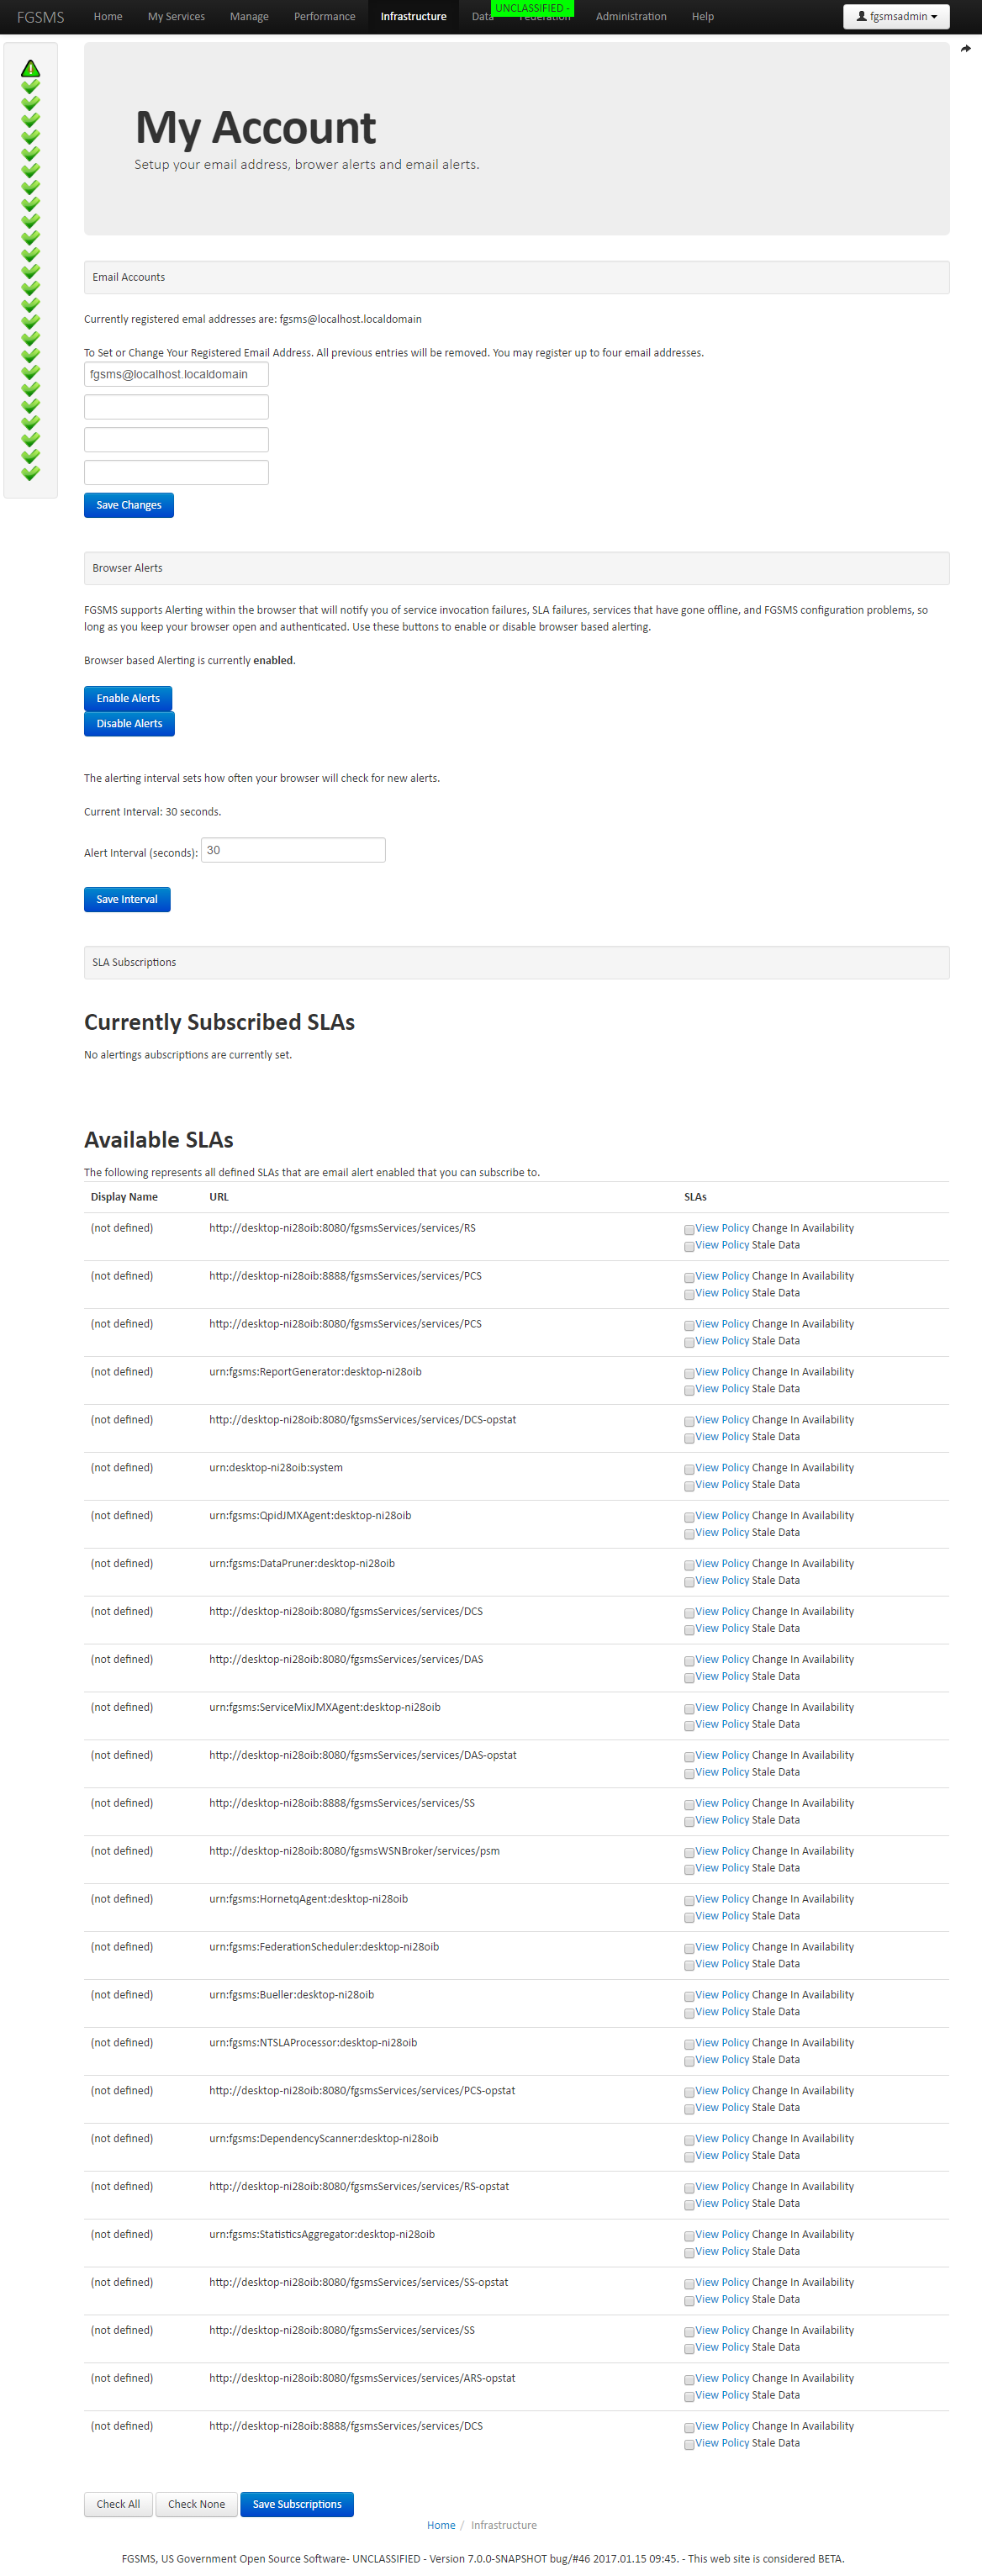 FGSMS Home My Services Manage Performance Infrastructure Data Federation Administration Help fgsmsadmin
UNCLASSIFIED -
My Account
Setup your email address, brower alerts and email alerts.
Email Accounts
Currently registered emal addresses are: fgsms@localhost.localdomain
To Set or Change Your Registered Email Address. All previous entries will be removed. You may register up to four email addresses.
fgsms@localhost.localdomain
Save Changes
Browser Alerts
FGSMS supports Alerting within the browser that will notify you of service invocation failures, SLA failures, services that have gone offline, and FGSMS configuration problems, so
long as you keep your browser open and authenticated. Use these buttons to enable or disable browser based alerting.
Browser based Alerting is currently enabled.
Enable Alerts
Disable Alerts
The alerting interval sets how often your browser will check for new alerts.
Current Interval: 30 seconds.
Alert Interval (seconds): 30
Save Interval
SLA Subscriptions
Currently Subscribed SLAs
No alertings aubscriptions are currently set.
Available SLAs
The following represents all defined SLAs that are email alert enabled that you can subscribe to.
Display Name URL SLAs
(not defined) http://desktop-ni28oib:8080/fgsmsServices/services/RS View Policy Change In Availability
View Policy Stale Data
(not defined) http://desktop-ni28oib:8888/fgsmsServices/services/PCS View Policy Change In Availability
View Policy Stale Data
(not defined) http://desktop-ni28oib:8080/fgsmsServices/services/PCS View Policy Change In Availability
View Policy Stale Data
(not defined) urn:fgsms:ReportGenerator:desktop-ni28oib View Policy Change In Availability
View Policy Stale Data
(not defined) http://desktop-ni28oib:8080/fgsmsServices/services/DCS-opstat View Policy Change In Availability
View Policy Stale Data
(not defined) urn:desktop-ni28oib:system View Policy Change In Availability
View Policy Stale Data
(not defined) urn:fgsms:QpidJMXAgent:desktop-ni28oib View Policy Change In Availability
View Policy Stale Data
(not defined) urn:fgsms:DataPruner:desktop-ni28oib View Policy Change In Availability
View Policy Stale Data
(not defined) http://desktop-ni28oib:8080/fgsmsServices/services/DCS View Policy Change In Availability
View Policy Stale Data
(not defined) http://desktop-ni28oib:8080/fgsmsServices/services/DAS View Policy Change In Availability
View Policy Stale Data
(not defined) urn:fgsms:ServiceMixJMXAgent:desktop-ni28oib View Policy Change In Availability
View Policy Stale Data
(not defined) http://desktop-ni28oib:8080/fgsmsServices/services/DAS-opstat View Policy Change In Availability
View Policy Stale Data
(not defined) http://desktop-ni28oib:8888/fgsmsServices/services/SS View Policy Change In Availability
View Policy Stale Data
(not defined) http://desktop-ni28oib:8080/fgsmsWSNBroker/services/psm View Policy Change In Availability
View Policy Stale Data
(not defined) urn:fgsms:HornetqAgent:desktop-ni28oib View Policy Change In Availability
View Policy Stale Data
(not defined) urn:fgsms:FederationScheduler:desktop-ni28oib View Policy Change In Availability
View Policy Stale Data
(not defined) urn:fgsms:Bueller:desktop-ni28oib View Policy Change In Availability
View Policy Stale Data
(not defined) urn:fgsms:NTSLAProcessor:desktop-ni28oib View Policy Change In Availability
View Policy Stale Data
(not defined) http://desktop-ni28oib:8080/fgsmsServices/services/PCS-opstat View Policy Change In Availability
View Policy Stale Data
(not defined) urn:fgsms:DependencyScanner:desktop-ni28oib View Policy Change In Availability
View Policy Stale Data
(not defined) http://desktop-ni28oib:8080/fgsmsServices/services/RS-opstat View Policy Change In Availability
View Policy Stale Data
(not defined) urn:fgsms:StatisticsAggregator:desktop-ni28oib View Policy Change In Availability
View Policy Stale Data
(not defined) http://desktop-ni28oib:8080/fgsmsServices/services/SS-opstat View Policy Change In Availability
View Policy Stale Data
(not defined) http://desktop-ni28oib:8080/fgsmsServices/services/SS View Policy Change In Availability
View Policy Stale Data
(not defined) http://desktop-ni28oib:8080/fgsmsServices/services/ARS-opstat View Policy Change In Availability
View Policy Stale Data
(not defined) http://desktop-ni28oib:8888/fgsmsServices/services/DCS View Policy Change In Availability
View Policy Stale Data
Check All Check None Save Subscriptions
Home / Infrastructure
FGSMS, US Government Open Source Software- UNCLASSIFIED - Version 7.0.0-SNAPSHOT bug/#46 2017.01.15 09:45. - This web site is considered BETA.